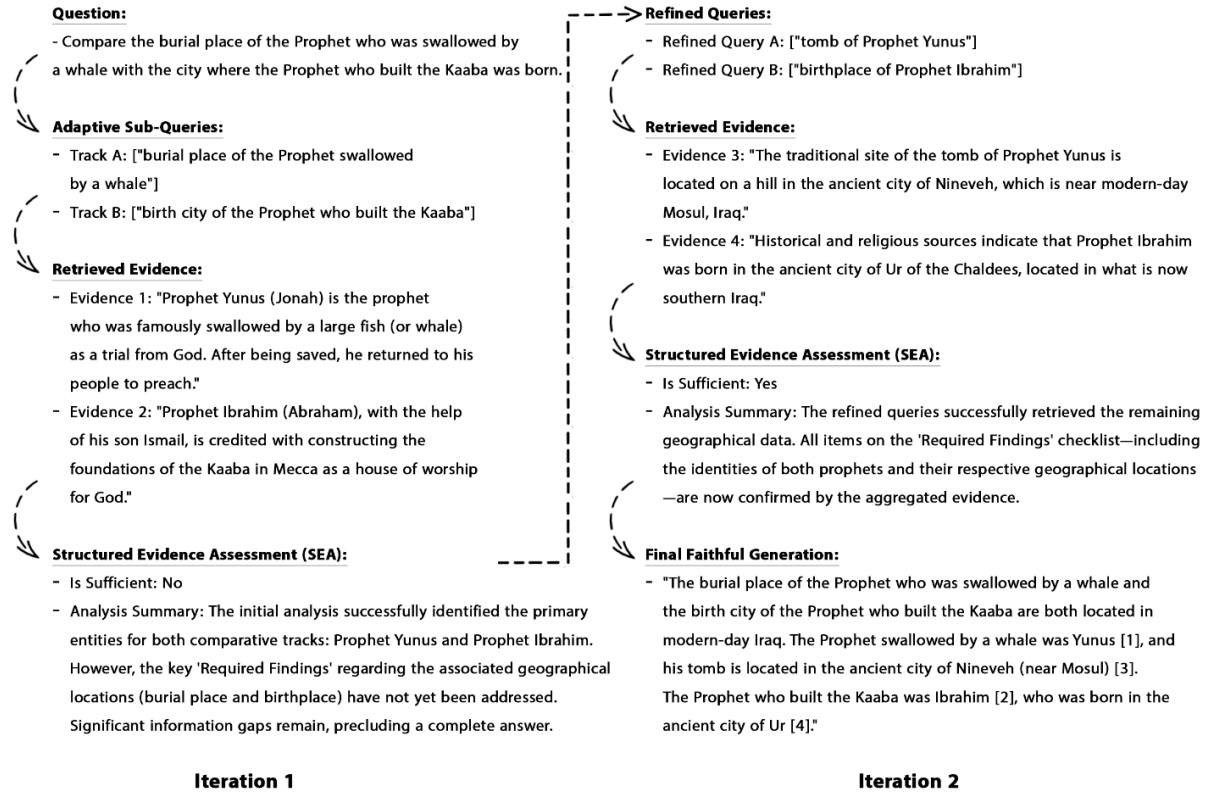 Question:
- Compare the burial place of the Prophet who was swallowed by
a whale with the city where the Prophet who built the Kaaba was born.
Adaptive Sub-Queries:
- Track A: ["burial place of the Prophet swallowed
by a whale"]
- Track B: ["birth city of the Prophet who built the Kaaba"]
Retrieved Evidence:
- Evidence 1: "Prophet Yunus (Jonah) is the prophet
who was famously swallowed by a large fish (or whale)
as a trial from God. After being saved, he returned to his
people to preach."
- Evidence 2: "Prophet Ibrahim (Abraham), with the help
of his son Ismail, is credited with constructing the
foundations of the Kaaba in Mecca as a house of worship
for God."
Structured Evidence Assessment (SEA):
- Is Sufficient: No
- Analysis Summary: The initial analysis successfully identified the primary
entities for both comparative tracks: Prophet Yunus and Prophet Ibrahim.
However, the key 'Required Findings' regarding the associated geographical
locations (burial place and birthplace) have not yet been addressed.
Significant information gaps remain, precluding a complete answer.
Iteration 1
Refined Queries:
- Refined Query A: ["tomb of Prophet Yunus"]
- Refined Query B: ["birthplace of Prophet Ibrahim"]
Retrieved Evidence:
- Evidence 3: "The traditional site of the tomb of Prophet Yunus is
located on a hill in the ancient city of Nineveh, which is near modern-day
Mosul, Iraq."
- Evidence 4: "Historical and religious sources indicate that Prophet Ibrahim
was born in the ancient city of Ur of the Chaldees, located in what is now
southern Iraq."
Structured Evidence Assessment (SEA):
- Is Sufficient: Yes
- Analysis Summary: The refined queries successfully retrieved the remaining
geographical data. All items on the 'Required Findings' checklist—including
the identities of both prophets and their respective geographical locations
—are now confirmed by the aggregated evidence.
Final Faithful Generation:
- "The burial place of the Prophet who was swallowed by a whale and
the birth city of the Prophet who built the Kaaba are both located in
modern-day Iraq. The Prophet swallowed by a whale was Yunus [1], and
his tomb is located in the ancient city of Nineveh (near Mosul) [3].
The Prophet who built the Kaaba was Ibrahim [2], who was born in the
ancient city of Ur [4]."
Iteration 2